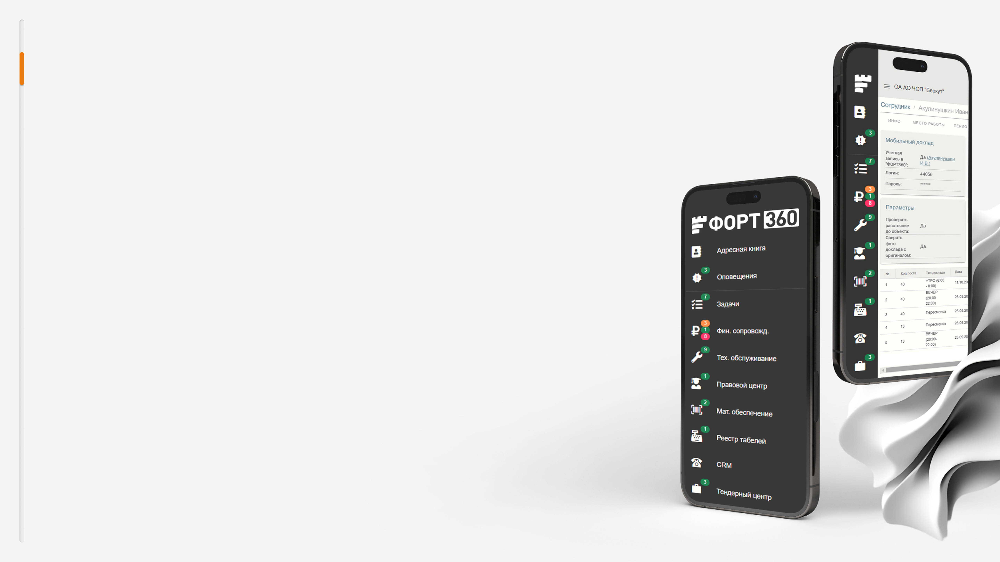 ФОРТ 360
Адресная книга
3
Оповещения
7
Задачи
3
1
8
Фин. сопровожд.
9
Тех. обслуживание
1
Правовой центр
2
Мат. обеспечение
1
Реестр табелей
CRM
3
Тендерный центр
3
7
3
1
8
9
1
2
1
3
ОА АО ЧОП "Беркут"
Сотрудник / Акулинушкин Иван
ИНФО МЕСТО РАБОТЫ ПЕРИО
Мобильный доклад
Учетная
запись в
"ФОРТ360":
Да (Акулинушкин
И.В.)
Логин: 44056
Пароль: ******
Параметры
Проверять
расстояние
до объекта:
Да
Сверять
фото
доклада с
оригиналом:
Да
№ Код поста Тип доклада Дата
1 40 УТРО (6:00
- 8:00) 11.10.20
2 40 ВЕЧЕР
(20:00-
22:00) 28.09.20
3 40 Пересменка 28.09.20
4 13 Пересменка 28.09.20
5 13 ВЕЧЕР
(20:00-
22:00) 28.09.20